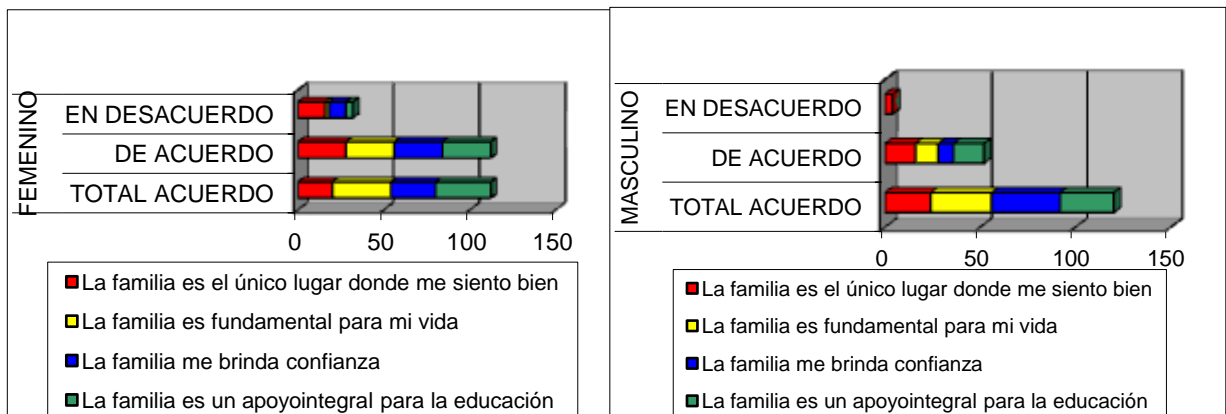 FEMENINO
EN DESACUERDO
DE ACUERDO
TOTAL ACUERDO
0 50 100 150
La familia es el único lugar donde me siento bien
La familia es fundamental para mi vida
La familia me brinda confianza
La familia es un apoyointegral para la educación
MASCULINO
EN DESACUERDO
DE ACUERDO
TOTAL ACUERDO
0 50 100 150
La familia es el único lugar donde me siento bien
La familia es fundamental para mi vida
La familia me brinda confianza
La familia es un apoyointegral para la educación